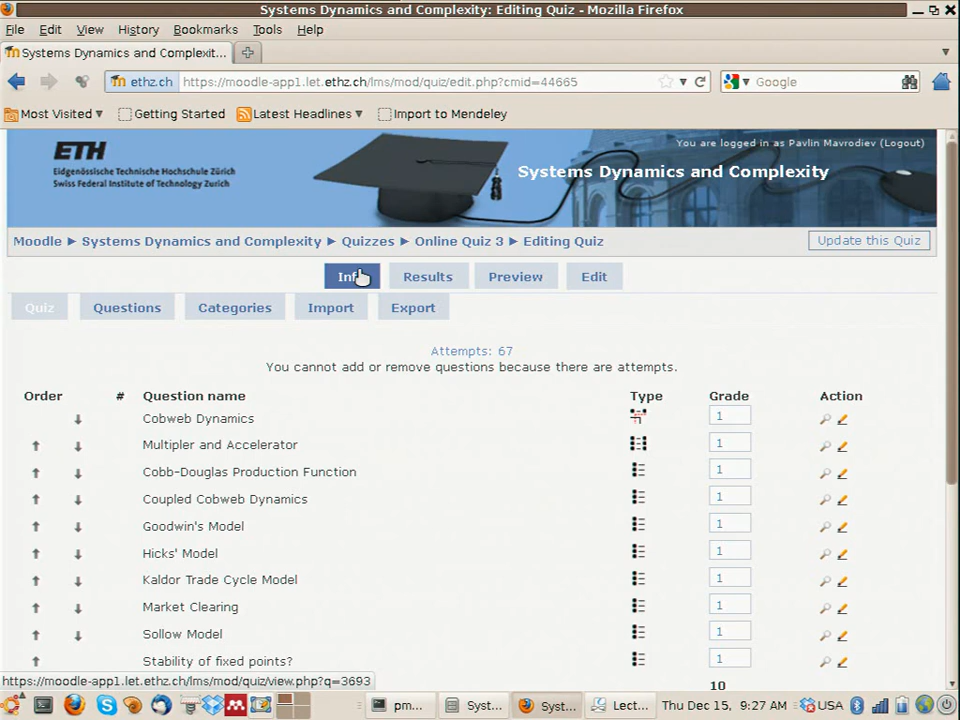 Systems Dynamics and Complexity: Editing Quiz - Mozilla Firefox
File Edit View History Bookmarks Tools Help
Systems Dynamics and Complexit...
ethz.ch https://moodle-app1.let.ethz.ch/lms/mod/quiz/edit.php?cmid=44665 Google
Most Visited Getting Started Latest Headlines Import to Mendeley
ETH
Eidgenössische Technische Hochschule Zürich
Swiss Federal Institute of Technology Zurich
You are logged in as Pavlin Mavrodiev (Logout)
Systems Dynamics and Complexity
Moodle ► Systems Dynamics and Complexity ► Quizzes ► Online Quiz 3 ► Editing Quiz Update this Quiz
Info Results Preview Edit
Quiz Questions Categories Import Export
Attempts: 67
You cannot add or remove questions because there are attempts.
Order # Question name Type Grade Action
Cobweb Dynamics 1
Multipler and Accelerator 1
Cobb-Douglas Production Function 1
Coupled Cobweb Dynamics 1
Goodwin's Model 1
Hicks' Model 1
Kaldor Trade Cycle Model 1
Market Clearing 1
Sollow Model 1
Stability of fixed points? 1
10
https://moodle-app1.let.ethz.ch/lms/mod/quiz/view.php?q=3693
pm... Syst... Syst... Lect... Thu Dec 15, 9:27 AM USA